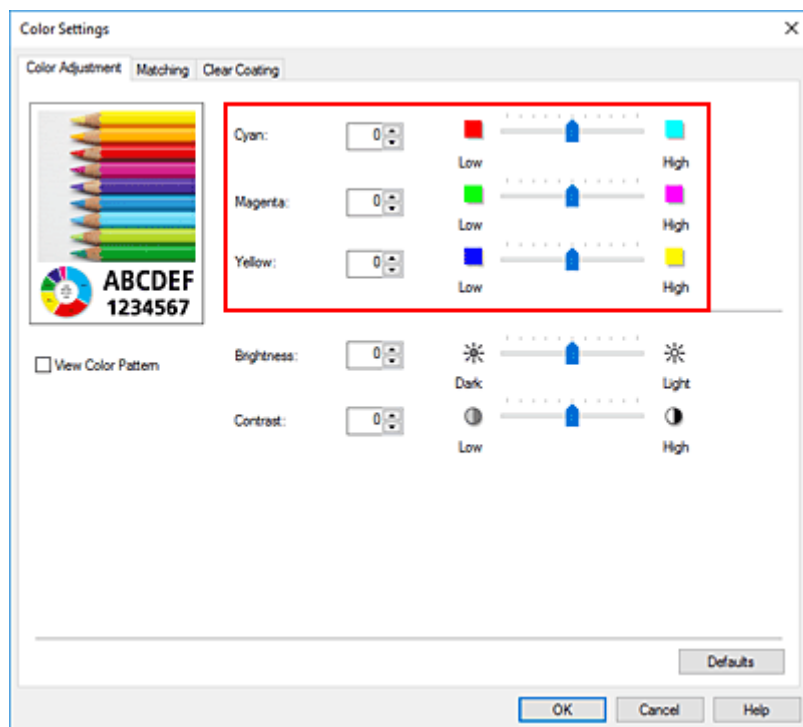 Color Settings
Color Adjustment Matching Clear Coating
Cyan: 0
Low High
Magenta: 0
Low High
Yellow: 0
Low High
ABCDEF
1234567
View Color Pattern
Brightness: 0
Dark Light
Contrast: 0
Low High
Defaults
OK Cancel Help